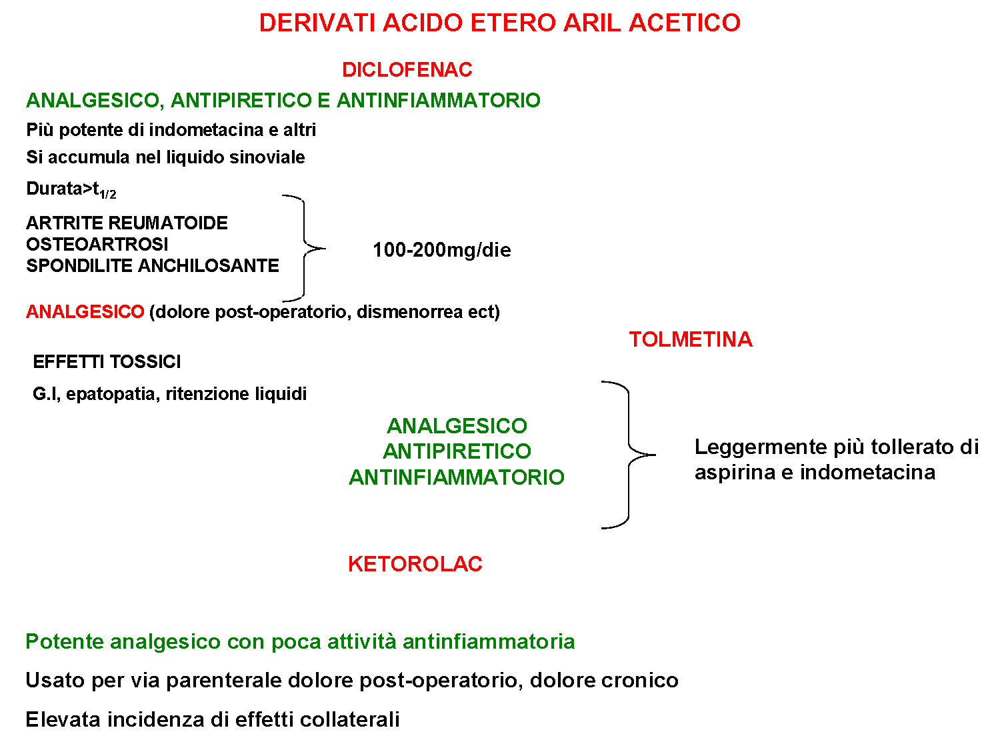 DERIVATI ACIDO ETERO ARIL ACETICO
DICLOFENAC
ANALGESICO, ANTIPIRETICO E ANTINFIAMMATORIO
Più potente di indometacina e altri
Si accumula nel liquido sinoviale
Durata>t1/2
ARTRITE REUMATOIDE
OSTEOARTROSI
SPONDILITE ANCHILOSANTE
100-200mg/die
ANALGESICO (dolore post-operatorio, dismenorrea ect)
EFFETTI TOSSICI
G.I, epatopatia, ritenzione liquidi
TOLMETINA
ANALGESICO
ANTIPIRETICO
ANTINFIAMMATORIO
Leggermente più tollerato di
aspirina e indometacina
KETOROLAC
Potente analgesico con poca attività antinfiammatoria
Usato per via parenterale dolore post-operatorio, dolore cronico
Elevata incidenza di effetti collaterali